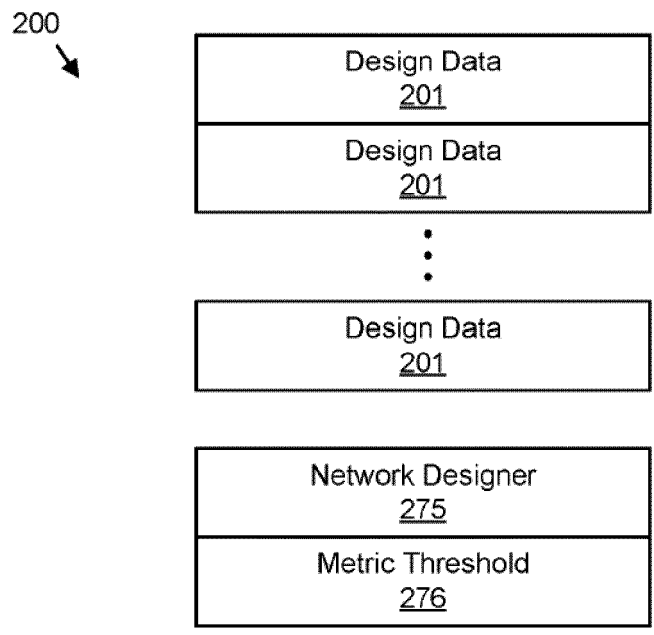 200
Design Data
201
Design Data
201
Design Data
201
Network Designer
275
Metric Threshold
276